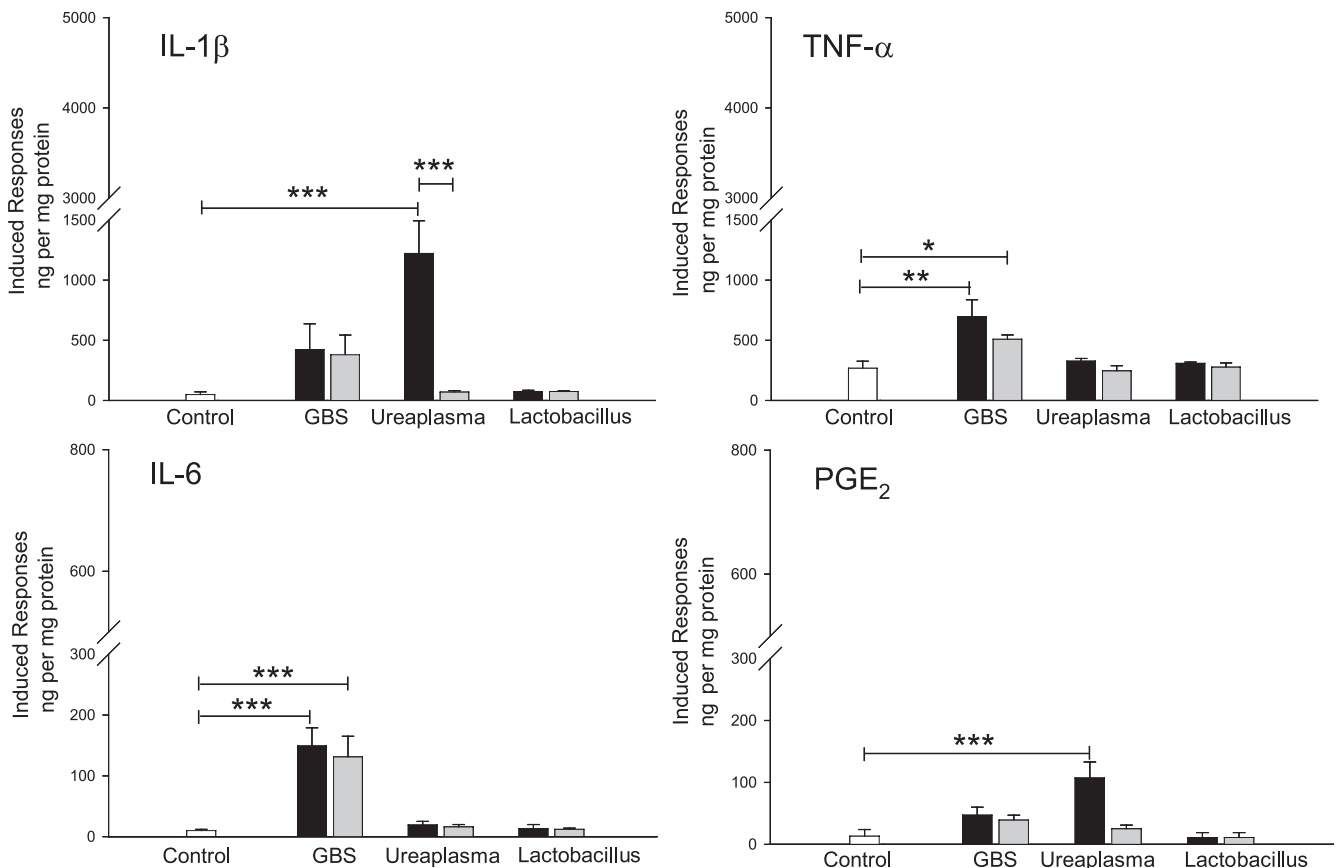 IL-1β
Induced Responses
ng per mg protein
5000
4000
3000
1500
1000
500
0
***
***
Control
GBS
Ureaplasma
Lactobacillus
TNF-α
Induced Responses
ng per mg protein
5000
4000
3000
1500
1000
500
0
*
**
Control
GBS
Ureaplasma
Lactobacillus
IL-6
Induced Responses
ng per mg protein
800
600
300
200
100
0
***
***
Control
GBS
Ureaplasma
Lactobacillus
PGE₂
Induced Responses
ng per mg protein
800
600
300
200
100
0
***
Control
GBS
Ureaplasma
Lactobacillus